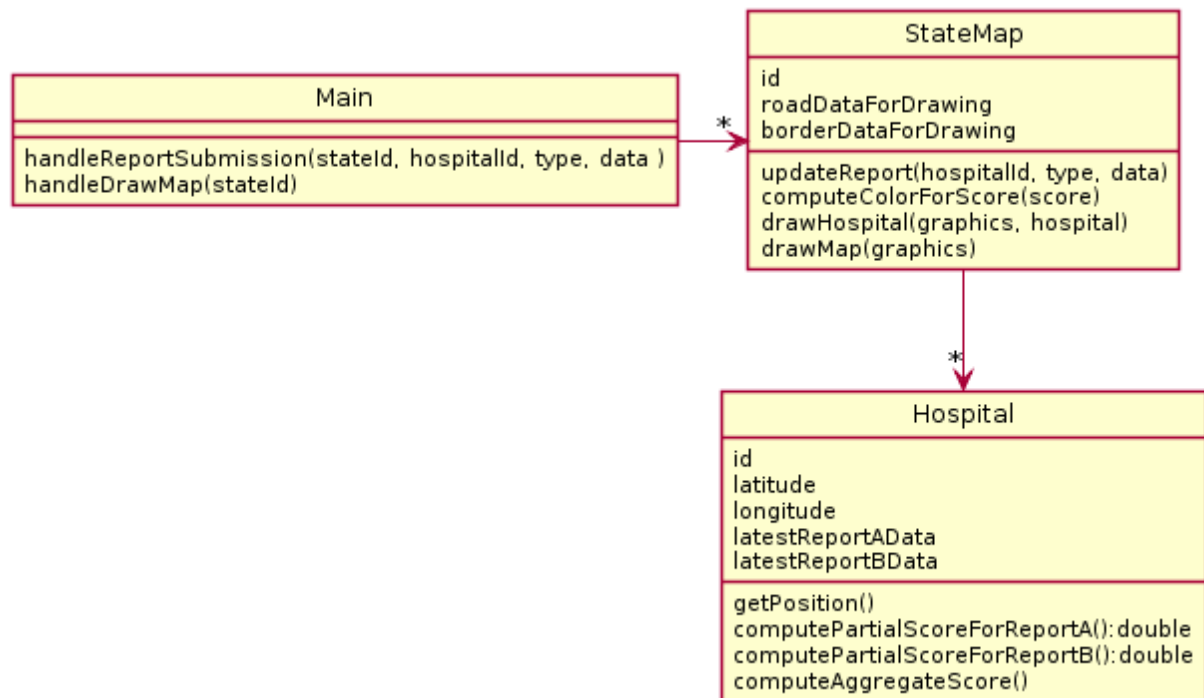 Main
handleReportSubmission(stateId, hospitalId, type, data )
handleDrawMap(stateId)
*
StateMap
id
roadDataForDrawing
borderDataForDrawing
updateReport(hospitalId, type, data)
computeColorForScore(score)
drawHospital(graphics, hospital)
drawMap(graphics)
*
Hospital
id
latitude
longitude
latestReportAData
latestReportBData
getPosition()
computePartialScoreForReportA():double
computePartialScoreForReportB():double
computeAggregateScore()